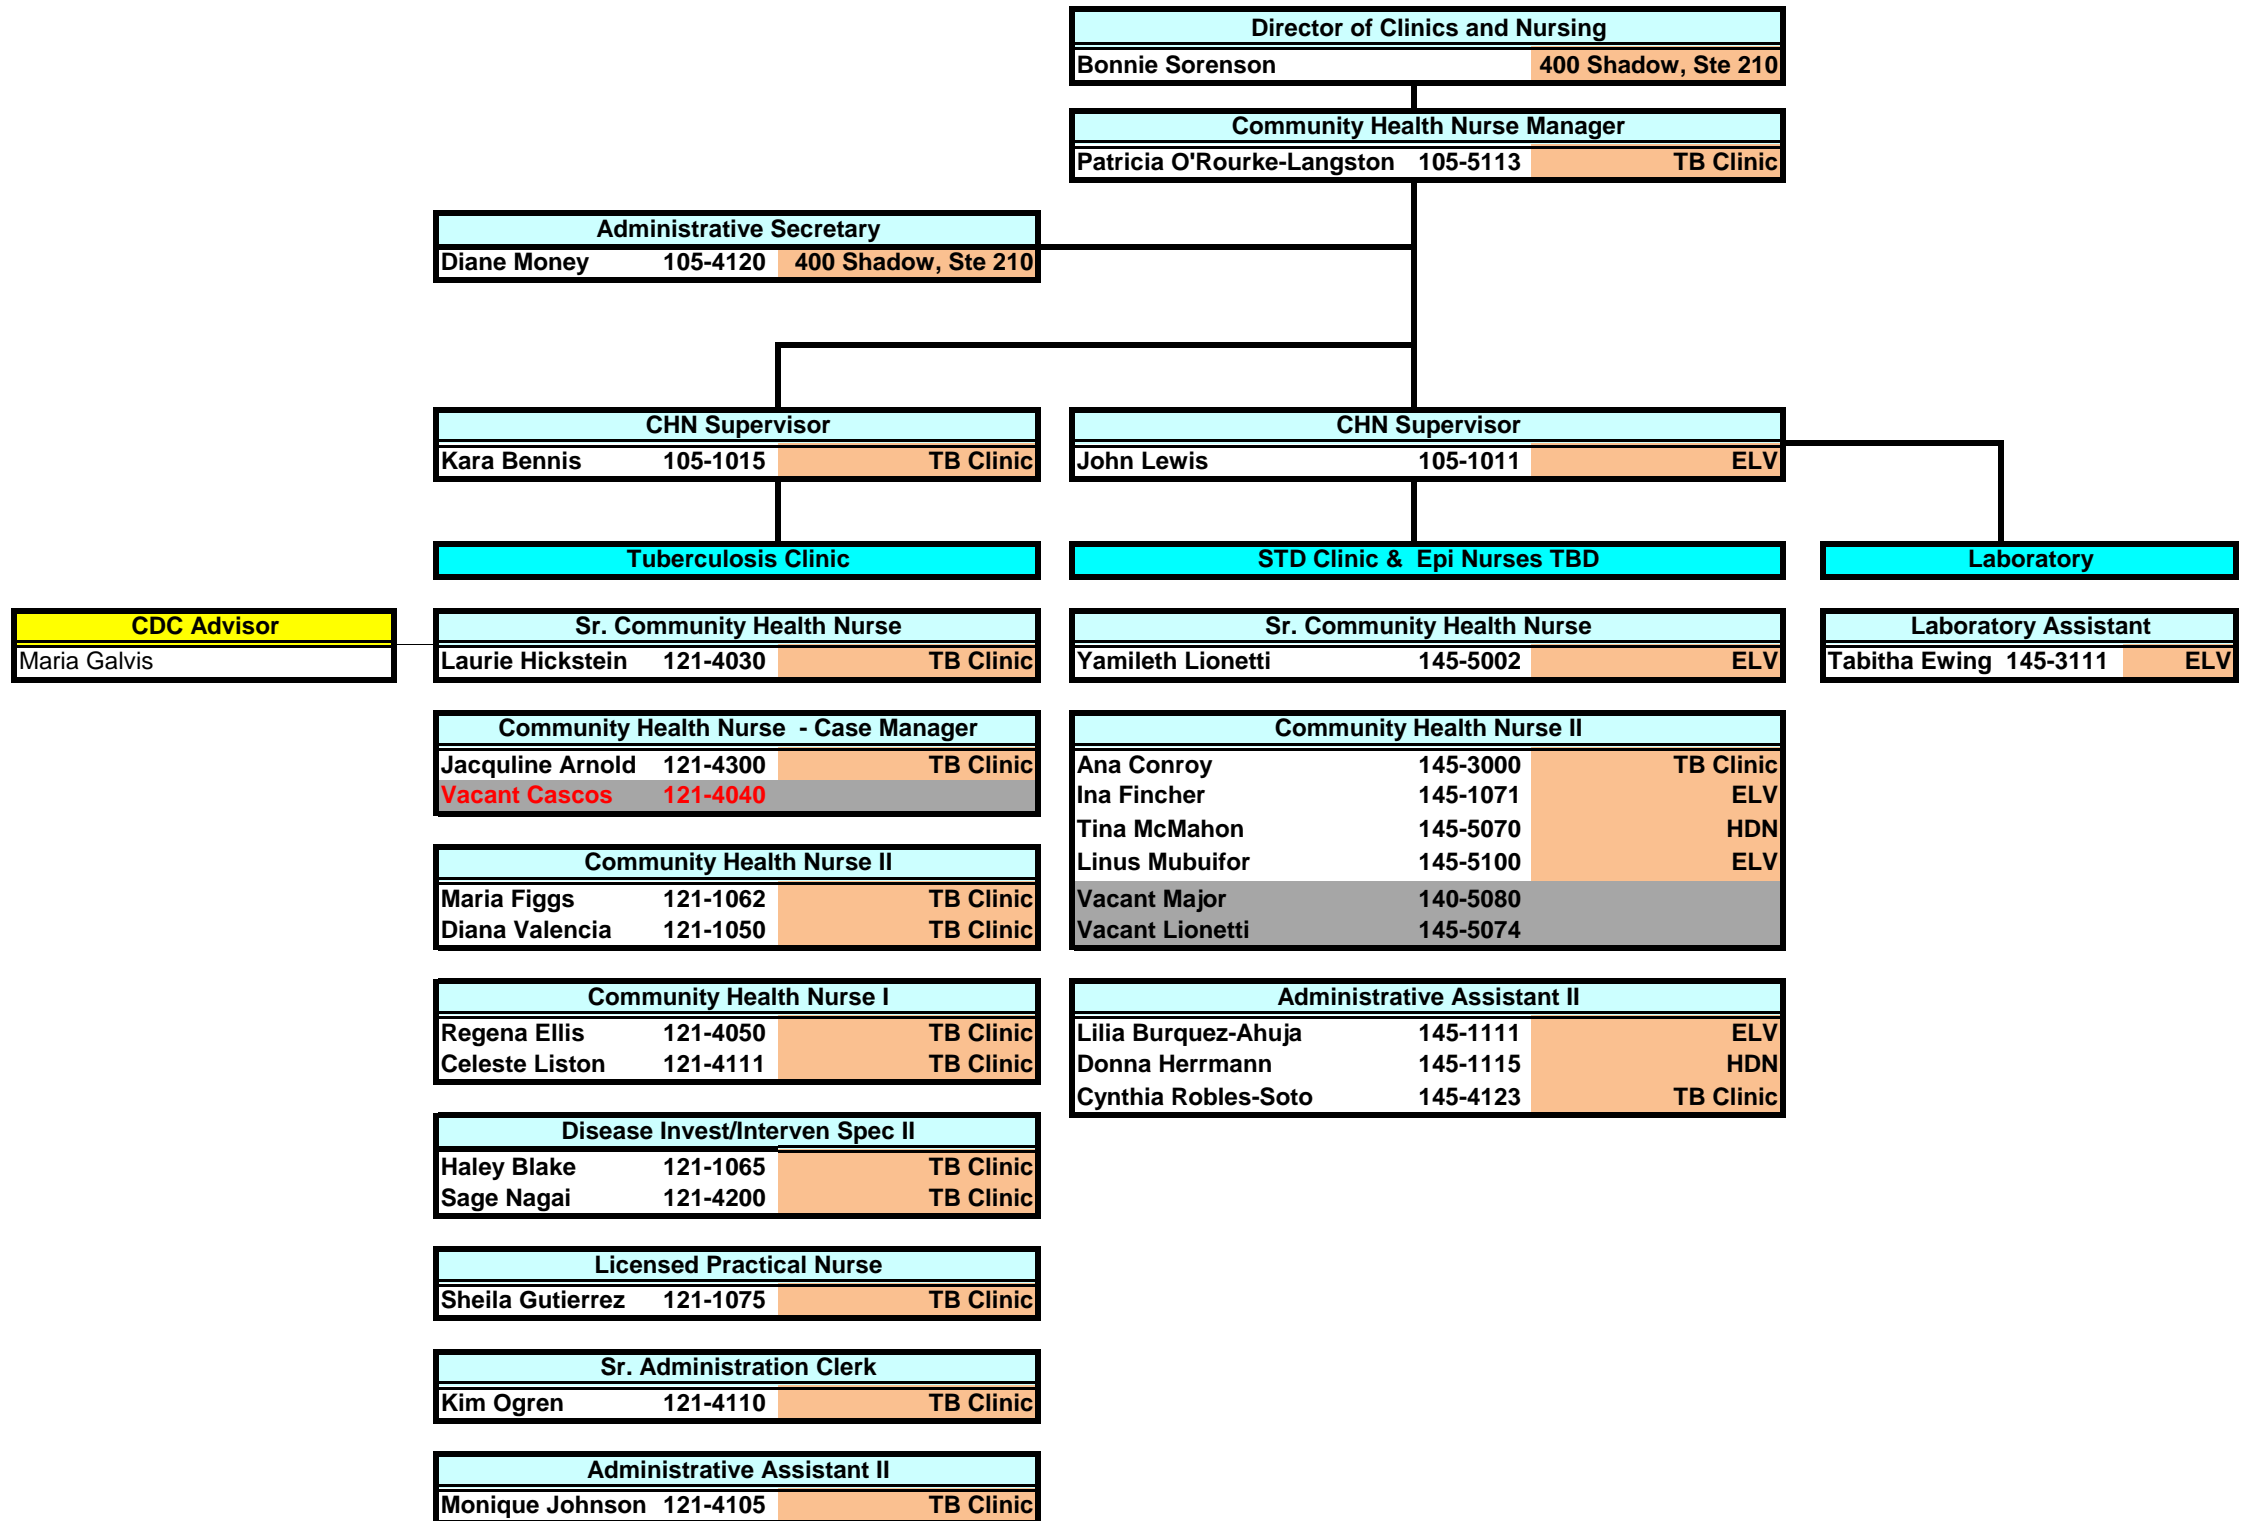 Director of Clinics and Nursing
Bonnie Sorenson 400 Shadow, Ste 210
Community Health Nurse Manager
Patricia O'Rourke-Langston 105-5113 TB Clinic
Administrative Secretary
Diane Money 105-4120 400 Shadow, Ste 210
CHN Supervisor
Kara Bennis 105-1015 TB Clinic
CHN Supervisor
John Lewis 105-1011 ELV
Tuberculosis Clinic
STD Clinic & Epi Nurses TBD
Laboratory
CDC Advisor
Maria Galvis
Sr. Community Health Nurse
Laurie Hickstein 121-4030 TB Clinic
Community Health Nurse - Case Manager
Jacquline Arnold 121-4300 TB Clinic
Vacant Cascos 121-4040
Community Health Nurse II
Maria Figgs 121-1062 TB Clinic
Diana Valencia 121-1050 TB Clinic
Community Health Nurse I
Regena Ellis 121-4050 TB Clinic
Celeste Liston 121-4111 TB Clinic
Disease Invest/Interven Spec II
Haley Blake 121-1065 TB Clinic
Sage Nagai 121-4200 TB Clinic
Licensed Practical Nurse
Sheila Gutierrez 121-1075 TB Clinic
Sr. Administration Clerk
Kim Ogren 121-4110 TB Clinic
Administrative Assistant II
Monique Johnson 121-4105 TB Clinic
Sr. Community Health Nurse
Yamileth Lionetti 145-5002 ELV
Community Health Nurse II
Ana Conroy 145-3000 TB Clinic
Ina Fincher 145-1071 ELV
Tina McMahon 145-5070 HDN
Linus Mubuifor 145-5100 ELV
Vacant Major 140-5080
Vacant Lionetti 145-5074
Administrative Assistant II
Lilia Burquez-Ahuja 145-1111 ELV
Donna Herrmann 145-1115 HDN
Cynthia Robles-Soto 145-4123 TB Clinic
Laboratory Assistant
Tabitha Ewing 145-3111 ELV